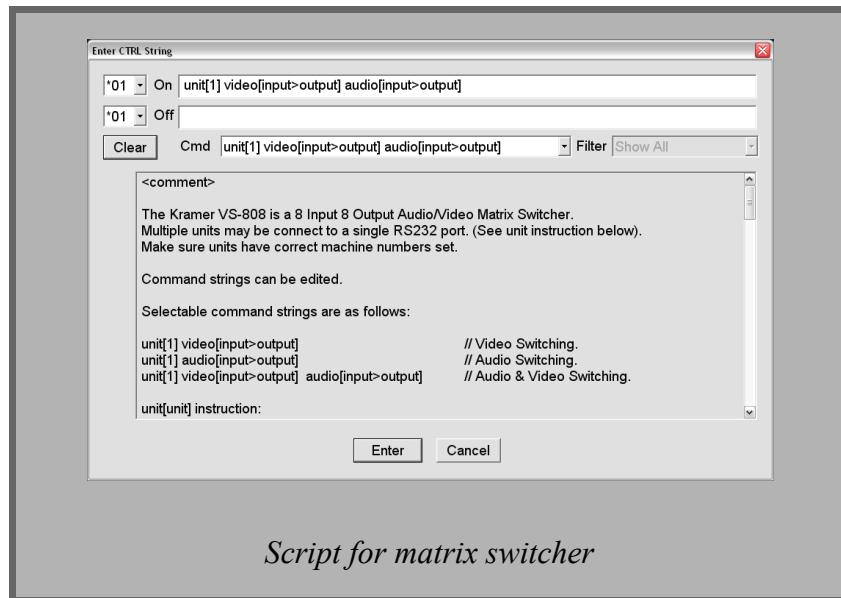 Enter CTRL String
*01 On unit[1] video[input>output] audio[input>output]
*01 Off
Clear Cmd unit[1] video[input>output] audio[input>output] Filter Show All
<comment>
The Kramer VS-808 is a 8 Input 8 Output Audio/Video Matrix Switcher.
Multiple units may be connect to a single RS232 port. (See unit instruction below).
Make sure units have correct machine numbers set.
Command strings can be edited.
Selectable command strings are as follows:
unit[1] video[input>output] // Video Switching.
unit[1] audio[input>output] // Audio Switching.
unit[1] video[input>output] audio[input>output] // Audio & Video Switching.
unit[unit] instruction:
Enter Cancel
Script for matrix switcher